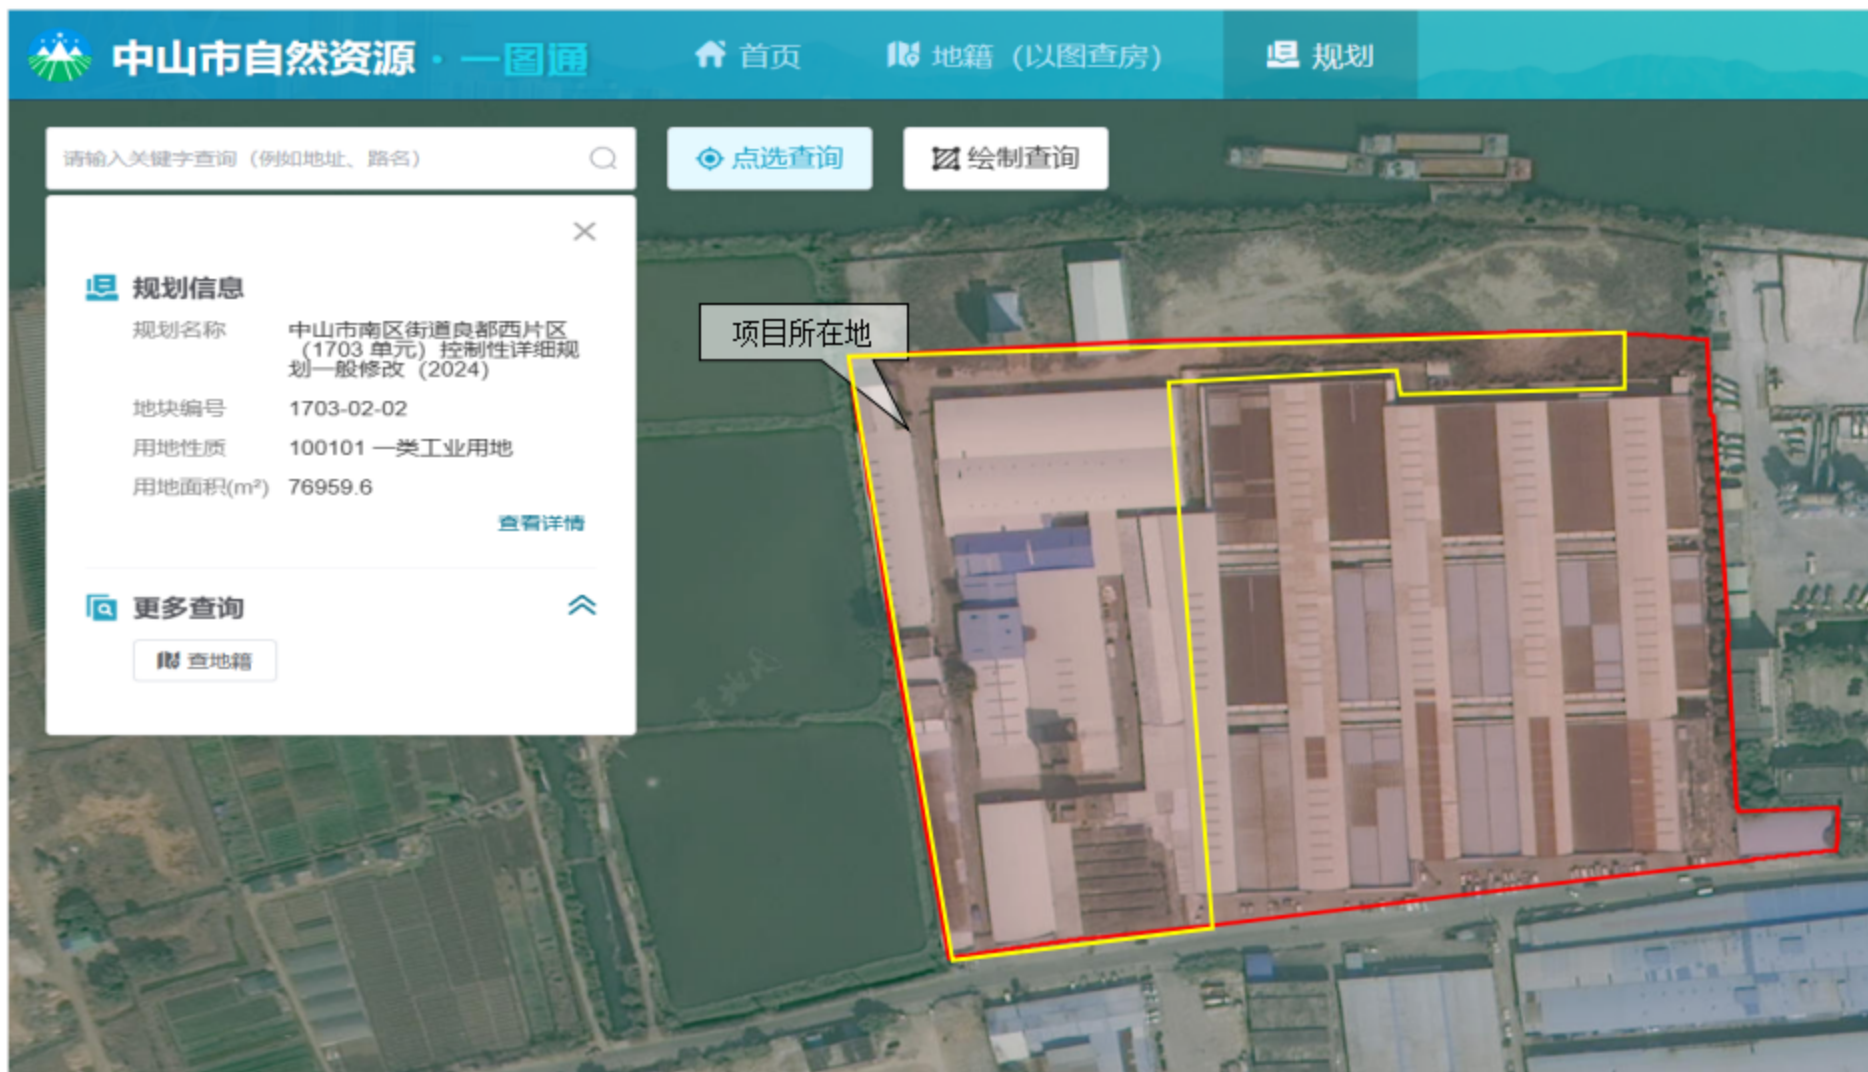 中山市自然资源·一图通
首页
地籍（以图查房）
规划
请输入关键字查询（例如地址、路名）
点选查询
绘制查询
规划信息
规划名称
中山市南区街道良都西片区
（1703 单元）控制性详细规
划一般修改（2024）
地块编号 1703-02-02
用地性质 100101 一类工业用地
用地面积(m²) 76959.6
查看详情
更多查询
查地籍
项目所在地